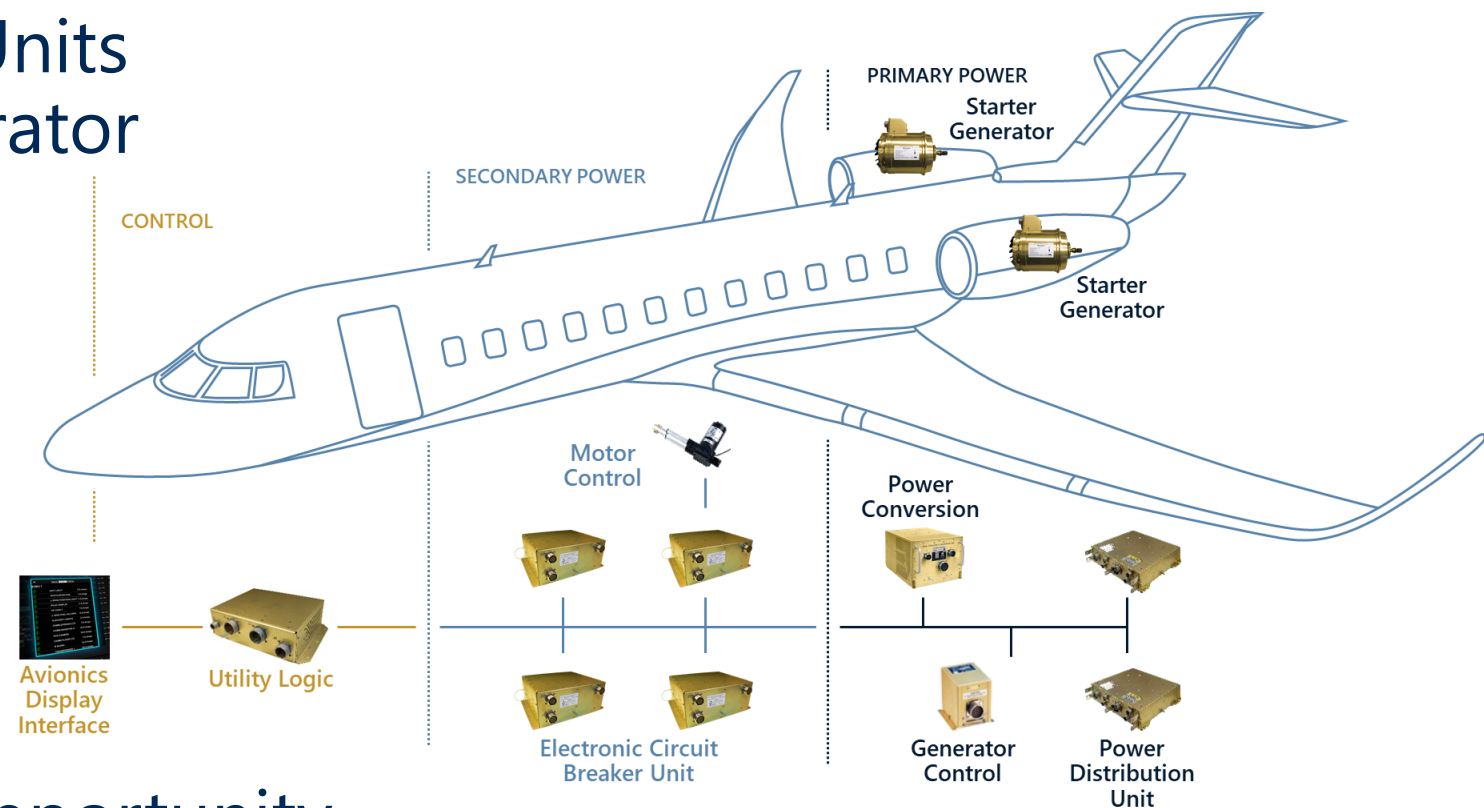 Units
rator
PRIMARY POWER
Starter
Generator
SECONDARY POWER
CONTROL
Starter
Generator
Motor
Control
Power
Conversion
Avionics
Display
Interface
Utility Logic
Electronic Circuit
Breaker Unit
Generator
Control
Power
Distribution
Unit